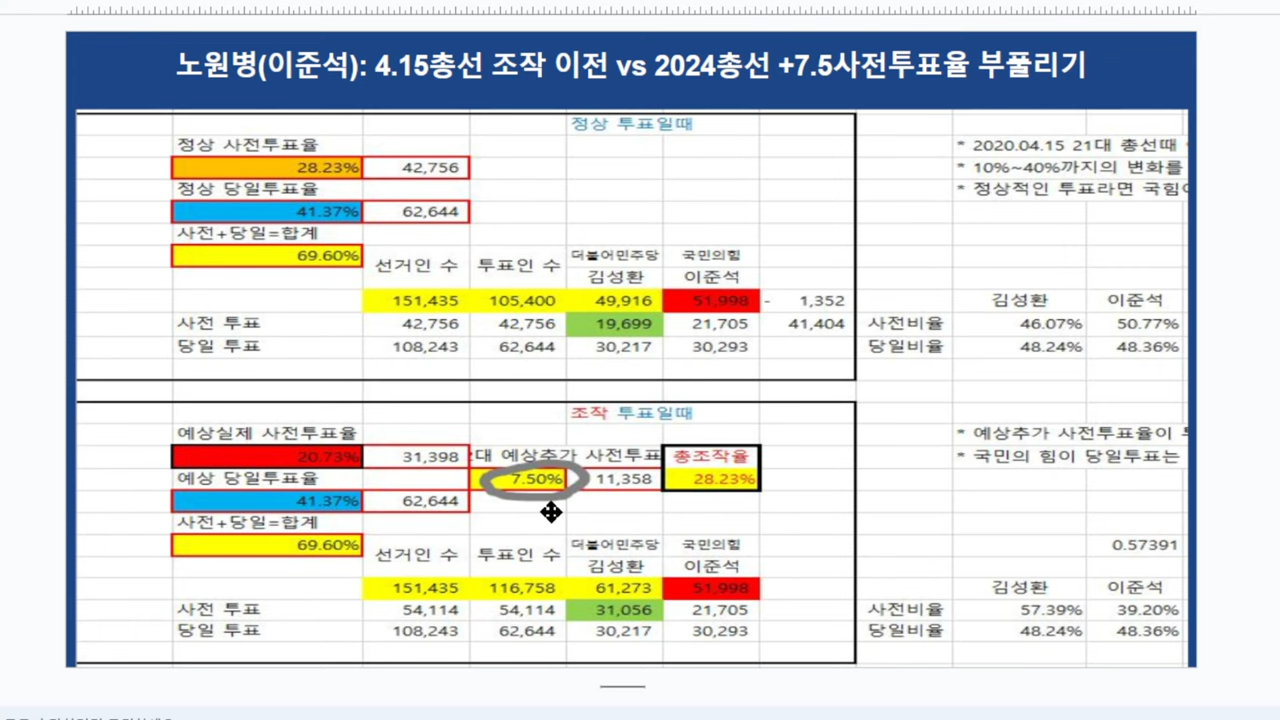 노원병(이준석): 4.15총선 조작 이전 vs 2024총선 +7.5사전투표율 부풀리기
정상 투표일때
정상 사전투표율
28.23% 42,756
정상 당일투표율
41.37% 62,644
사전+당일=합계
69.60%
선거인 수 투표인 수 더불어민주당 국민의힘
김성환 이준석
151,435 105,400 49,916 51,998 - 1,352
사전 투표 42,756 42,756 19,699 21,705 41,404
당일 투표 108,243 62,644 30,217 30,293
* 2020.04.15 21대 총선때
* 10%~40%까지의 변화를
* 정상적인 투표라면
김성환 이준석
사전비율 46.07% 50.77%
당일비율 48.24% 48.36%
조작 투표일때
예상실제 사전투표율
20.73% 31,398 대 예상추가 사전투표 총조작율
예상 당일투표율 7.50% 11,358 28.23%
41.37% 62,644
사전+당일=합계
69.60%
선거인 수 투표인 수 더불어민주당 국민의힘
김성환 이준석
151,435 116,758 61,273 51,998
사전 투표 54,114 54,114 31,056 21,705
당일 투표 108,243 62,644 30,217 30,293
* 예상추가 사전투표율이
* 국민의 힘이 당일투표는
0.57391
김성환 이준석
사전비율 57.39% 39.20%
당일비율 48.24% 48.36%